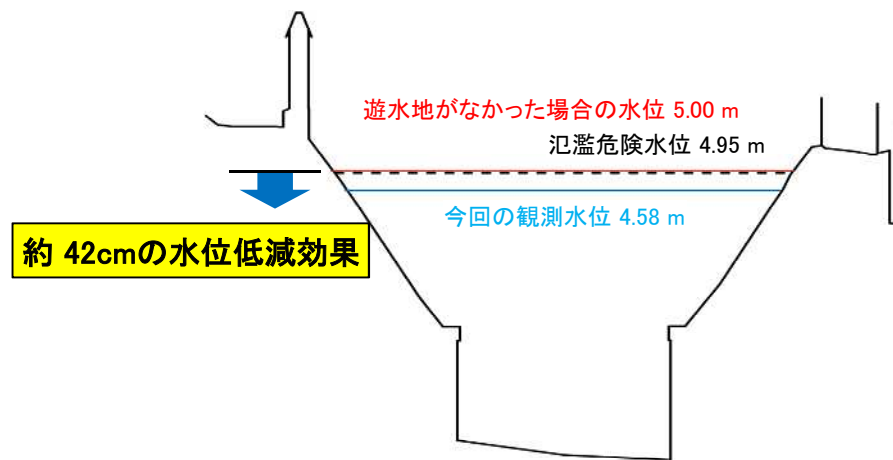 遊水地がなかった場合の水位 5.00 m
氾濫危険水位 4.95 m
今回の観測水位 4.58 m
約 42cmの水位低減効果